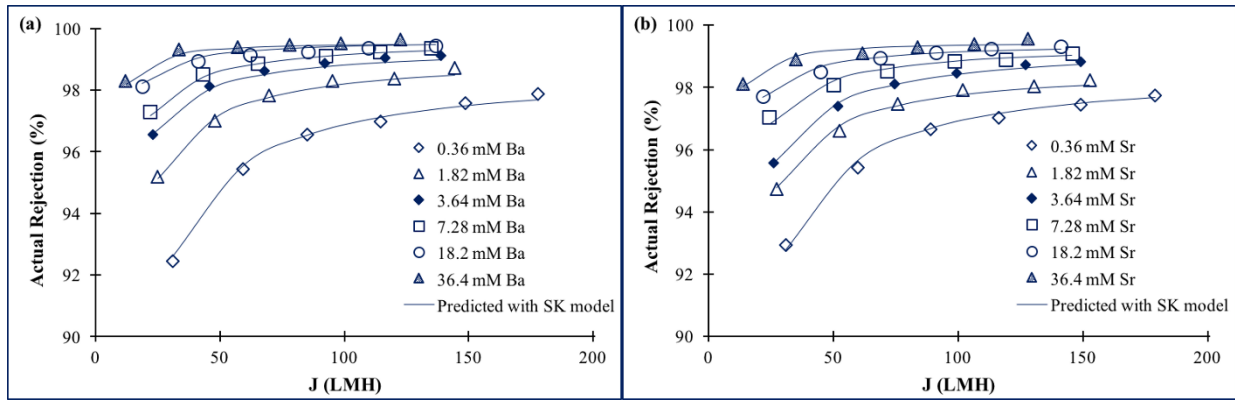 (a)
Actual Rejection (%)
100
98
96
94
92
90
0
50
100
150
200
J (LMH)
0.36 mM Ba
1.82 mM Ba
3.64 mM Ba
7.28 mM Ba
18.2 mM Ba
36.4 mM Ba
Predicted with SK model
(b)
Actual Rejection (%)
100
98
96
94
92
90
0
50
100
150
200
J (LMH)
0.36 mM Sr
1.82 mM Sr
3.64 mM Sr
7.28 mM Sr
18.2 mM Sr
36.4 mM Sr
Predicted with SK model